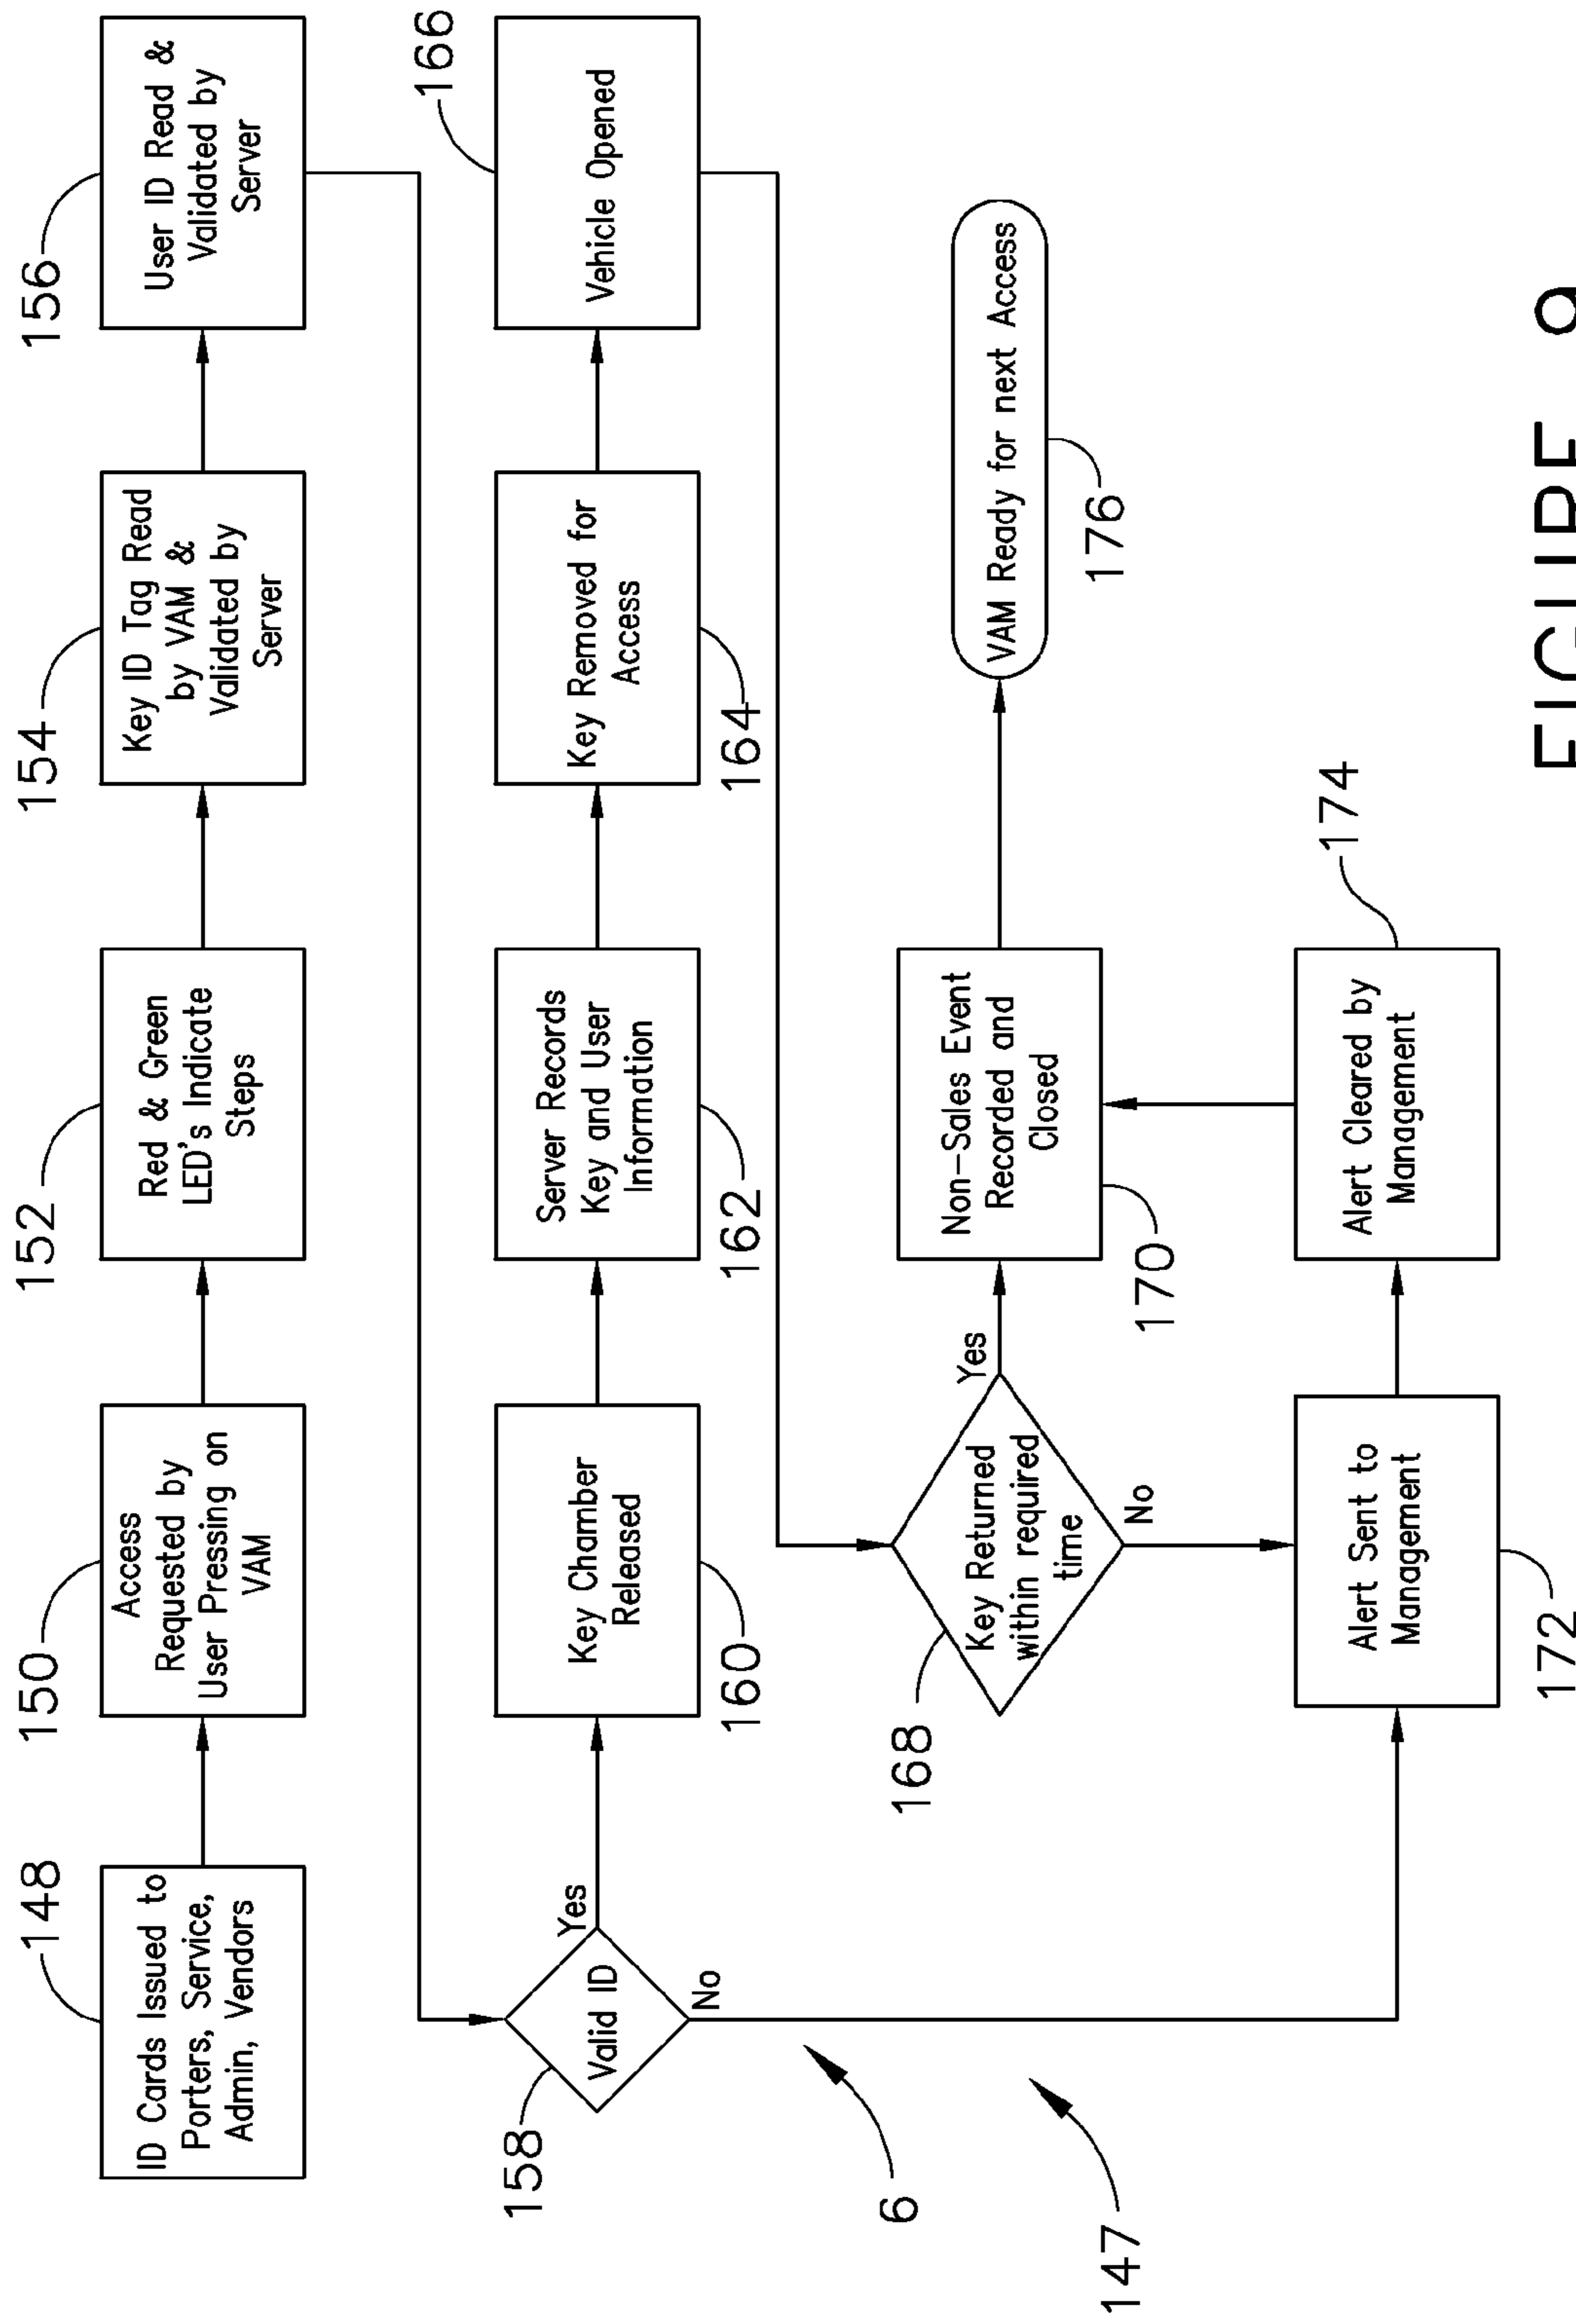 148
ID Cards Issued to
Porters, Service,
Admin, Vendors
150
Access
Requested by
User Pressing on
VAM
152
Red & Green
LED's Indicate
Steps
154
Key ID Tag Read
by VAM &
Validated by
Server
156
User ID Read &
Validated by
Server
158
Valid ID
Yes
No
160
Key Chamber
Released
162
Server Records
Key and User
Information
164
Key Removed for
Access
166
Vehicle Opened
168
Key Returned
within required
time
Yes
No
170
Non-Sales Event
Recorded and
Closed
176
VAM Ready for next Access
6
147
172
Alert Sent to
Management
174
Alert Cleared by
Management
FIGURE 9